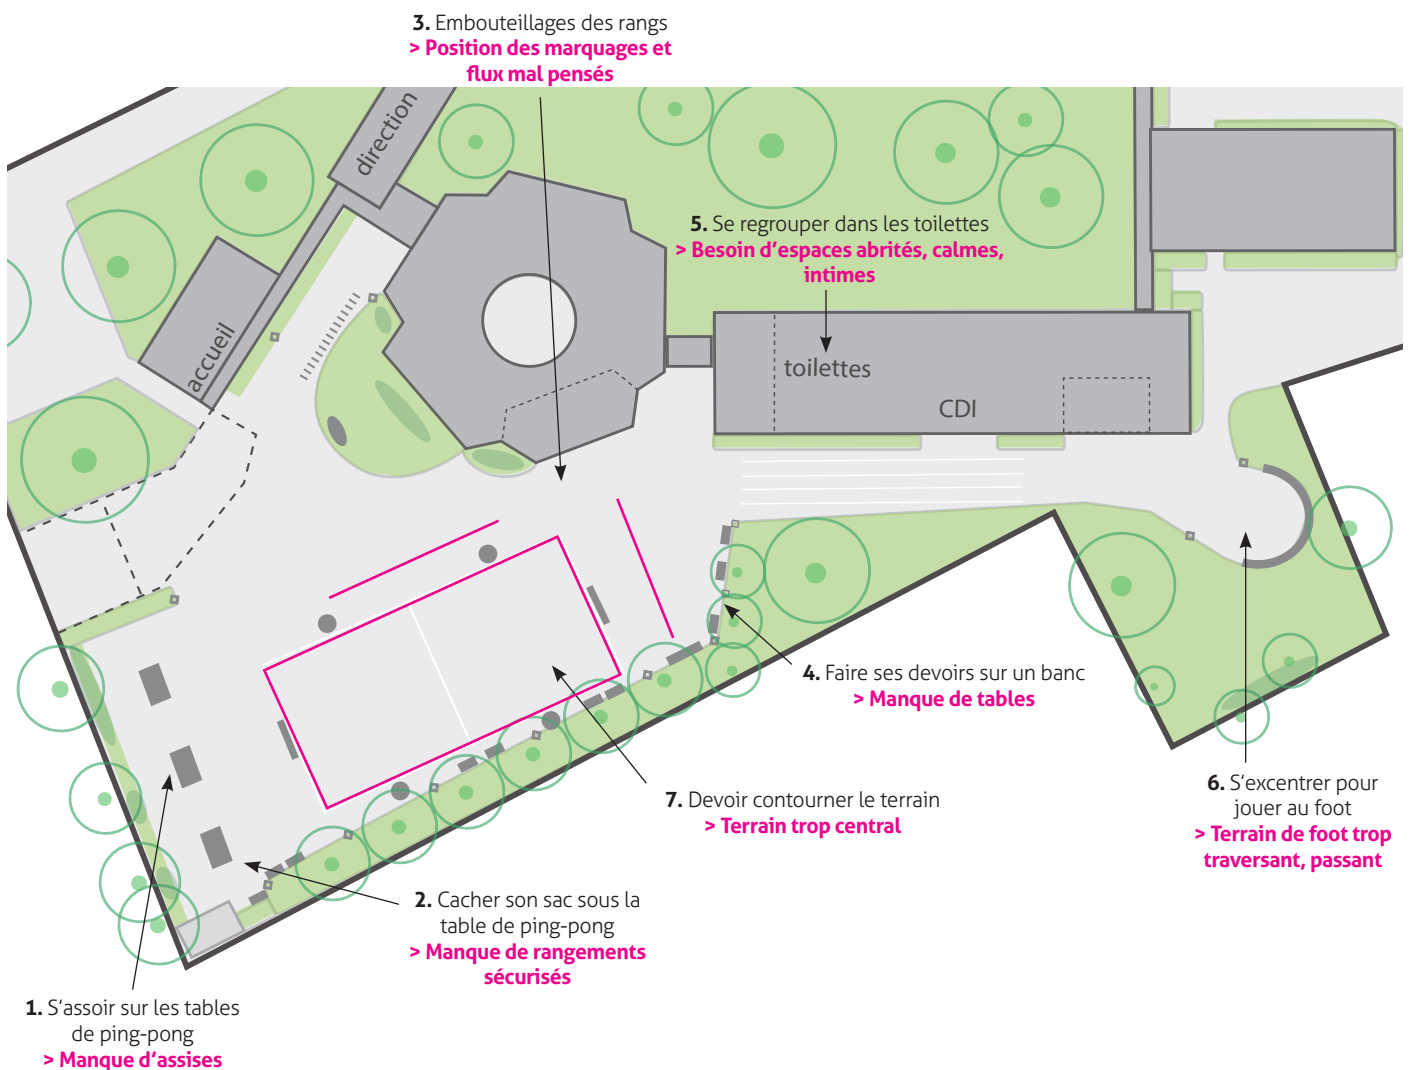 3. Embouteillages des rangs
> Position des marquages et
flux mal pensés
direction
5. Se regrouper dans les toilettes
> Besoin d'espaces abrités, calmes,
intimes
accueil
toilettes
CDI
4. Faire ses devoirs sur un banc
> Manque de tables
7. Devoir contourner le terrain
> Terrain trop central
6. S'excentrer pour
jouer au foot
> Terrain de foot trop
traversant, passant
2. Cacher son sac sous la
table de ping-pong
> Manque de rangements
sécurisés
1. S'assoir sur les tables
de ping-pong
> Manque d'assises